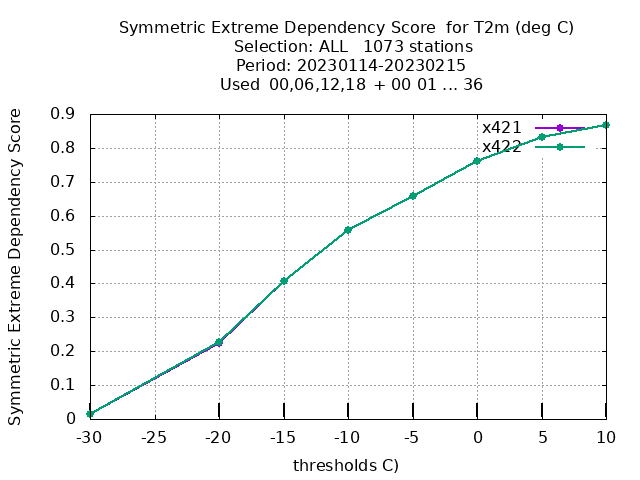 Symmetric Extreme Dependency Score for T2m (deg C)
Selection: ALL 1073 stations
Period: 20230114-20230215
Used 00,06,12,18 + 00 01 ... 36
Symmetric Extreme Dependency Score
0.9
0.8
0.7
0.6
0.5
0.4
0.3
0.2
0.1
0
x421
x422
-30 -25 -20 -15 -10 -5 0 5 10
thresholds C)